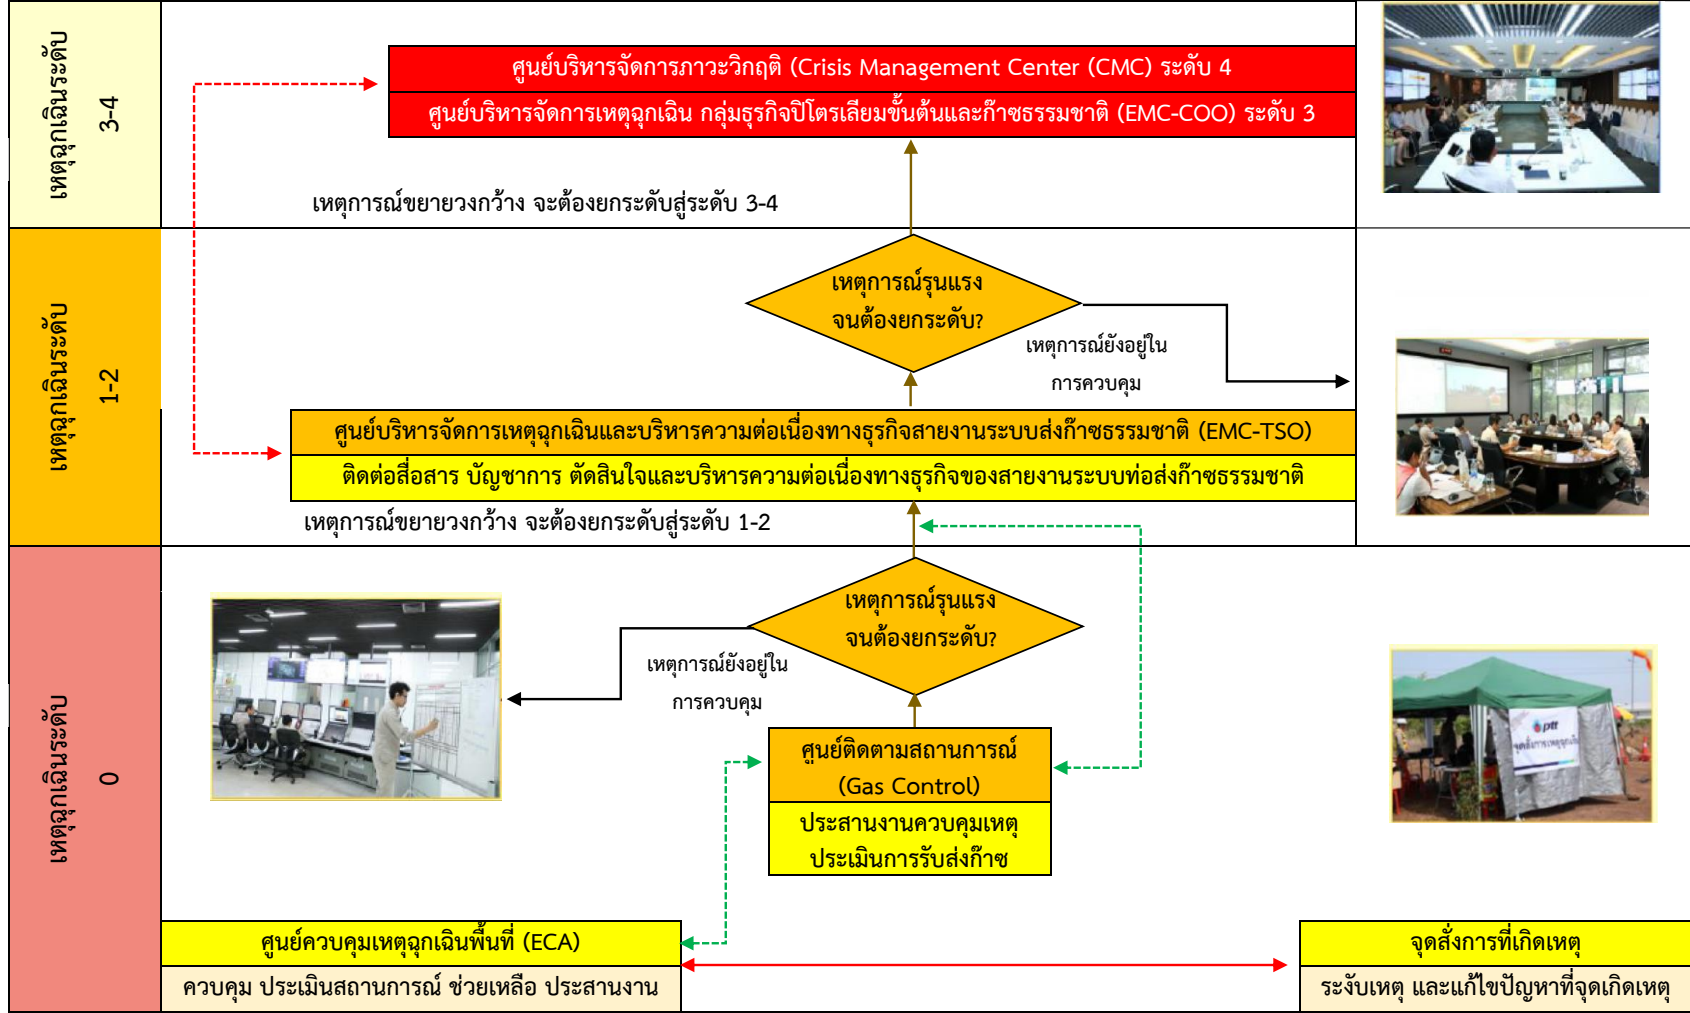 เหตุฉุกเฉินระดับ
3-4
ศูนย์บริหารจัดการภาวะวิกฤติ (Crisis Management Center (CMC) ระดับ 4
ศูนย์บริหารจัดการเหตุฉุกเฉิน กลุ่มธุรกิจปิโตรเลียมขั้นต้นและก๊าซธรรมชาติ (EMC-COO) ระดับ 3
เหตุการณ์ขยายวงกว้าง จะต้องยกระดับสู่ระดับ 3-4
เหตุฉุกเฉินระดับ
1-2
เหตุการณ์รุนแรง
จนต้องยกระดับ?
เหตุการณ์ยังอยู่ใน
การควบคุม
ศูนย์บริหารจัดการเหตุฉุกเฉินและบริหารความต่อเนื่องทางธุรกิจสายงานระบบส่งก๊าซธรรมชาติ (EMC-TSO)
ติดต่อสื่อสาร บัญชาการ ตัดสินใจและบริหารความต่อเนื่องทางธุรกิจของสายงานระบบท่อส่งก๊าซธรรมชาติ
เหตุการณ์ขยายวงกว้าง จะต้องยกระดับสู่ระดับ 1-2
เหตุฉุกเฉินระดับ
0
เหตุการณ์รุนแรง
จนต้องยกระดับ?
เหตุการณ์ยังอยู่ใน
การควบคุม
ศูนย์ติดตามสถานการณ์
(Gas Control)
ประสานงานควบคุมเหตุ
ประเมินการรับส่งก๊าซ
ptt
จุดสั่งการเหตุฉุกเฉิน
ศูนย์ควบคุมเหตุฉุกเฉินพื้นที่ (ECA)
ควบคุม ประเมินสถานการณ์ ช่วยเหลือ ประสานงาน
จุดสั่งการที่เกิดเหตุ
ระงับเหตุ และแก้ไขปัญหาที่จุดเกิดเหตุ